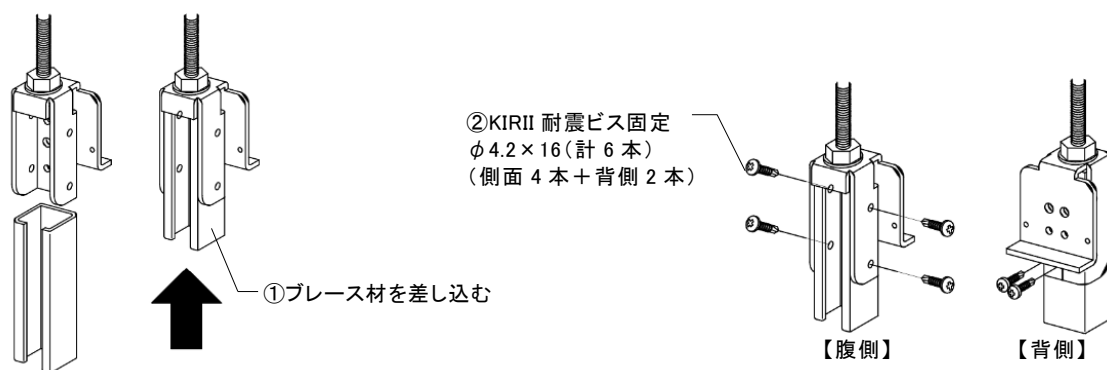 ②KIRII 耐震ビス固定
φ4.2×16(計 6 本)
(側面 4 本＋背側 2 本)
①ブレース材を差し込む
【腹側】
【背側】